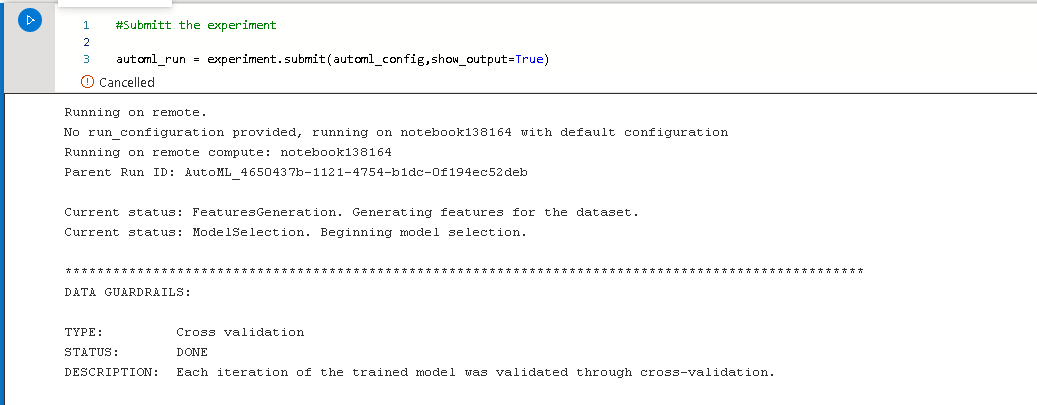 1 #Submitt the experiment
2
3 automl_run = experiment.submit(automl_config,show_output=True)
Cancelled
Running on remote.
No run_configuration provided, running on notebook138164 with default configuration
Running on remote compute: notebook138164
Parent Run ID: AutoML_4650437b-1121-4754-b1dc-0f194ec52deb
Current status: FeaturesGeneration. Generating features for the dataset.
Current status: ModelSelection. Beginning model selection.
****************************************************************************************************
DATA GUARDRAILS:
TYPE: Cross validation
STATUS: DONE
DESCRIPTION: Each iteration of the trained model was validated through cross-validation.